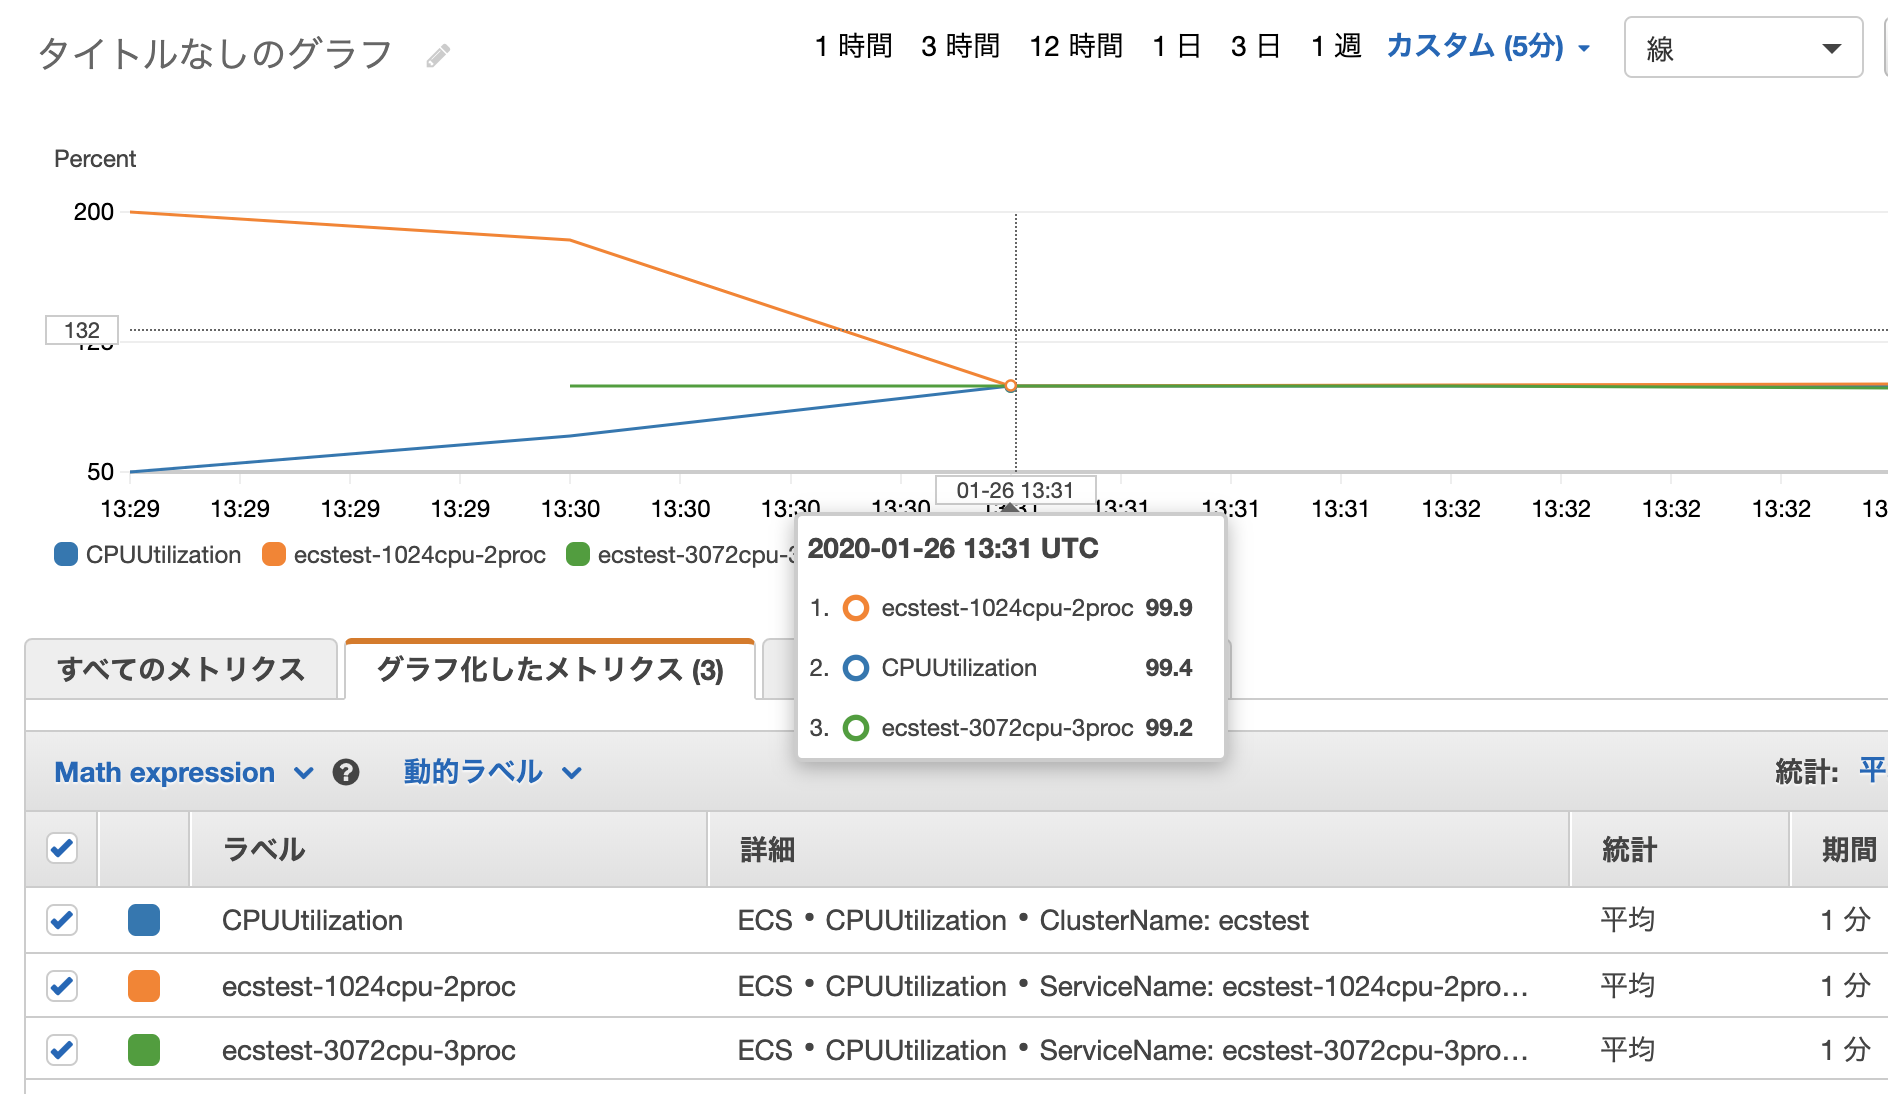 タイトルなしのグラフ
1 時間 3 時間 12 時間 1 日 3 日 1 週 カスタム (5分) 線
Percent
200
132
50
13:29 13:29 13:29 13:29 13:30 13:30 13:30 13:30 13:31 13:31 13:31 13:32 13:32 13:32 13:32 13
01-26 13:31
CPUUtilization ecstest-1024cpu-2proc ecstest-3072cpu-3
2020-01-26 13:31 UTC
1. ecstest-1024cpu-2proc 99.9
2. CPUUtilization 99.4
3. ecstest-3072cpu-3proc 99.2
すべてのメトリクス グラフ化したメトリクス (3)
Math expression ? 動的ラベル 統計: 平
ラベル 詳細 統計 期間
CPUUtilization ECS • CPUUtilization • ClusterName: ecstest 平均 1 分
ecstest-1024cpu-2proc ECS • CPUUtilization • ServiceName: ecstest-1024cpu-2pro… 平均 1 分
ecstest-3072cpu-3proc ECS • CPUUtilization • ServiceName: ecstest-3072cpu-3pro… 平均 1 分